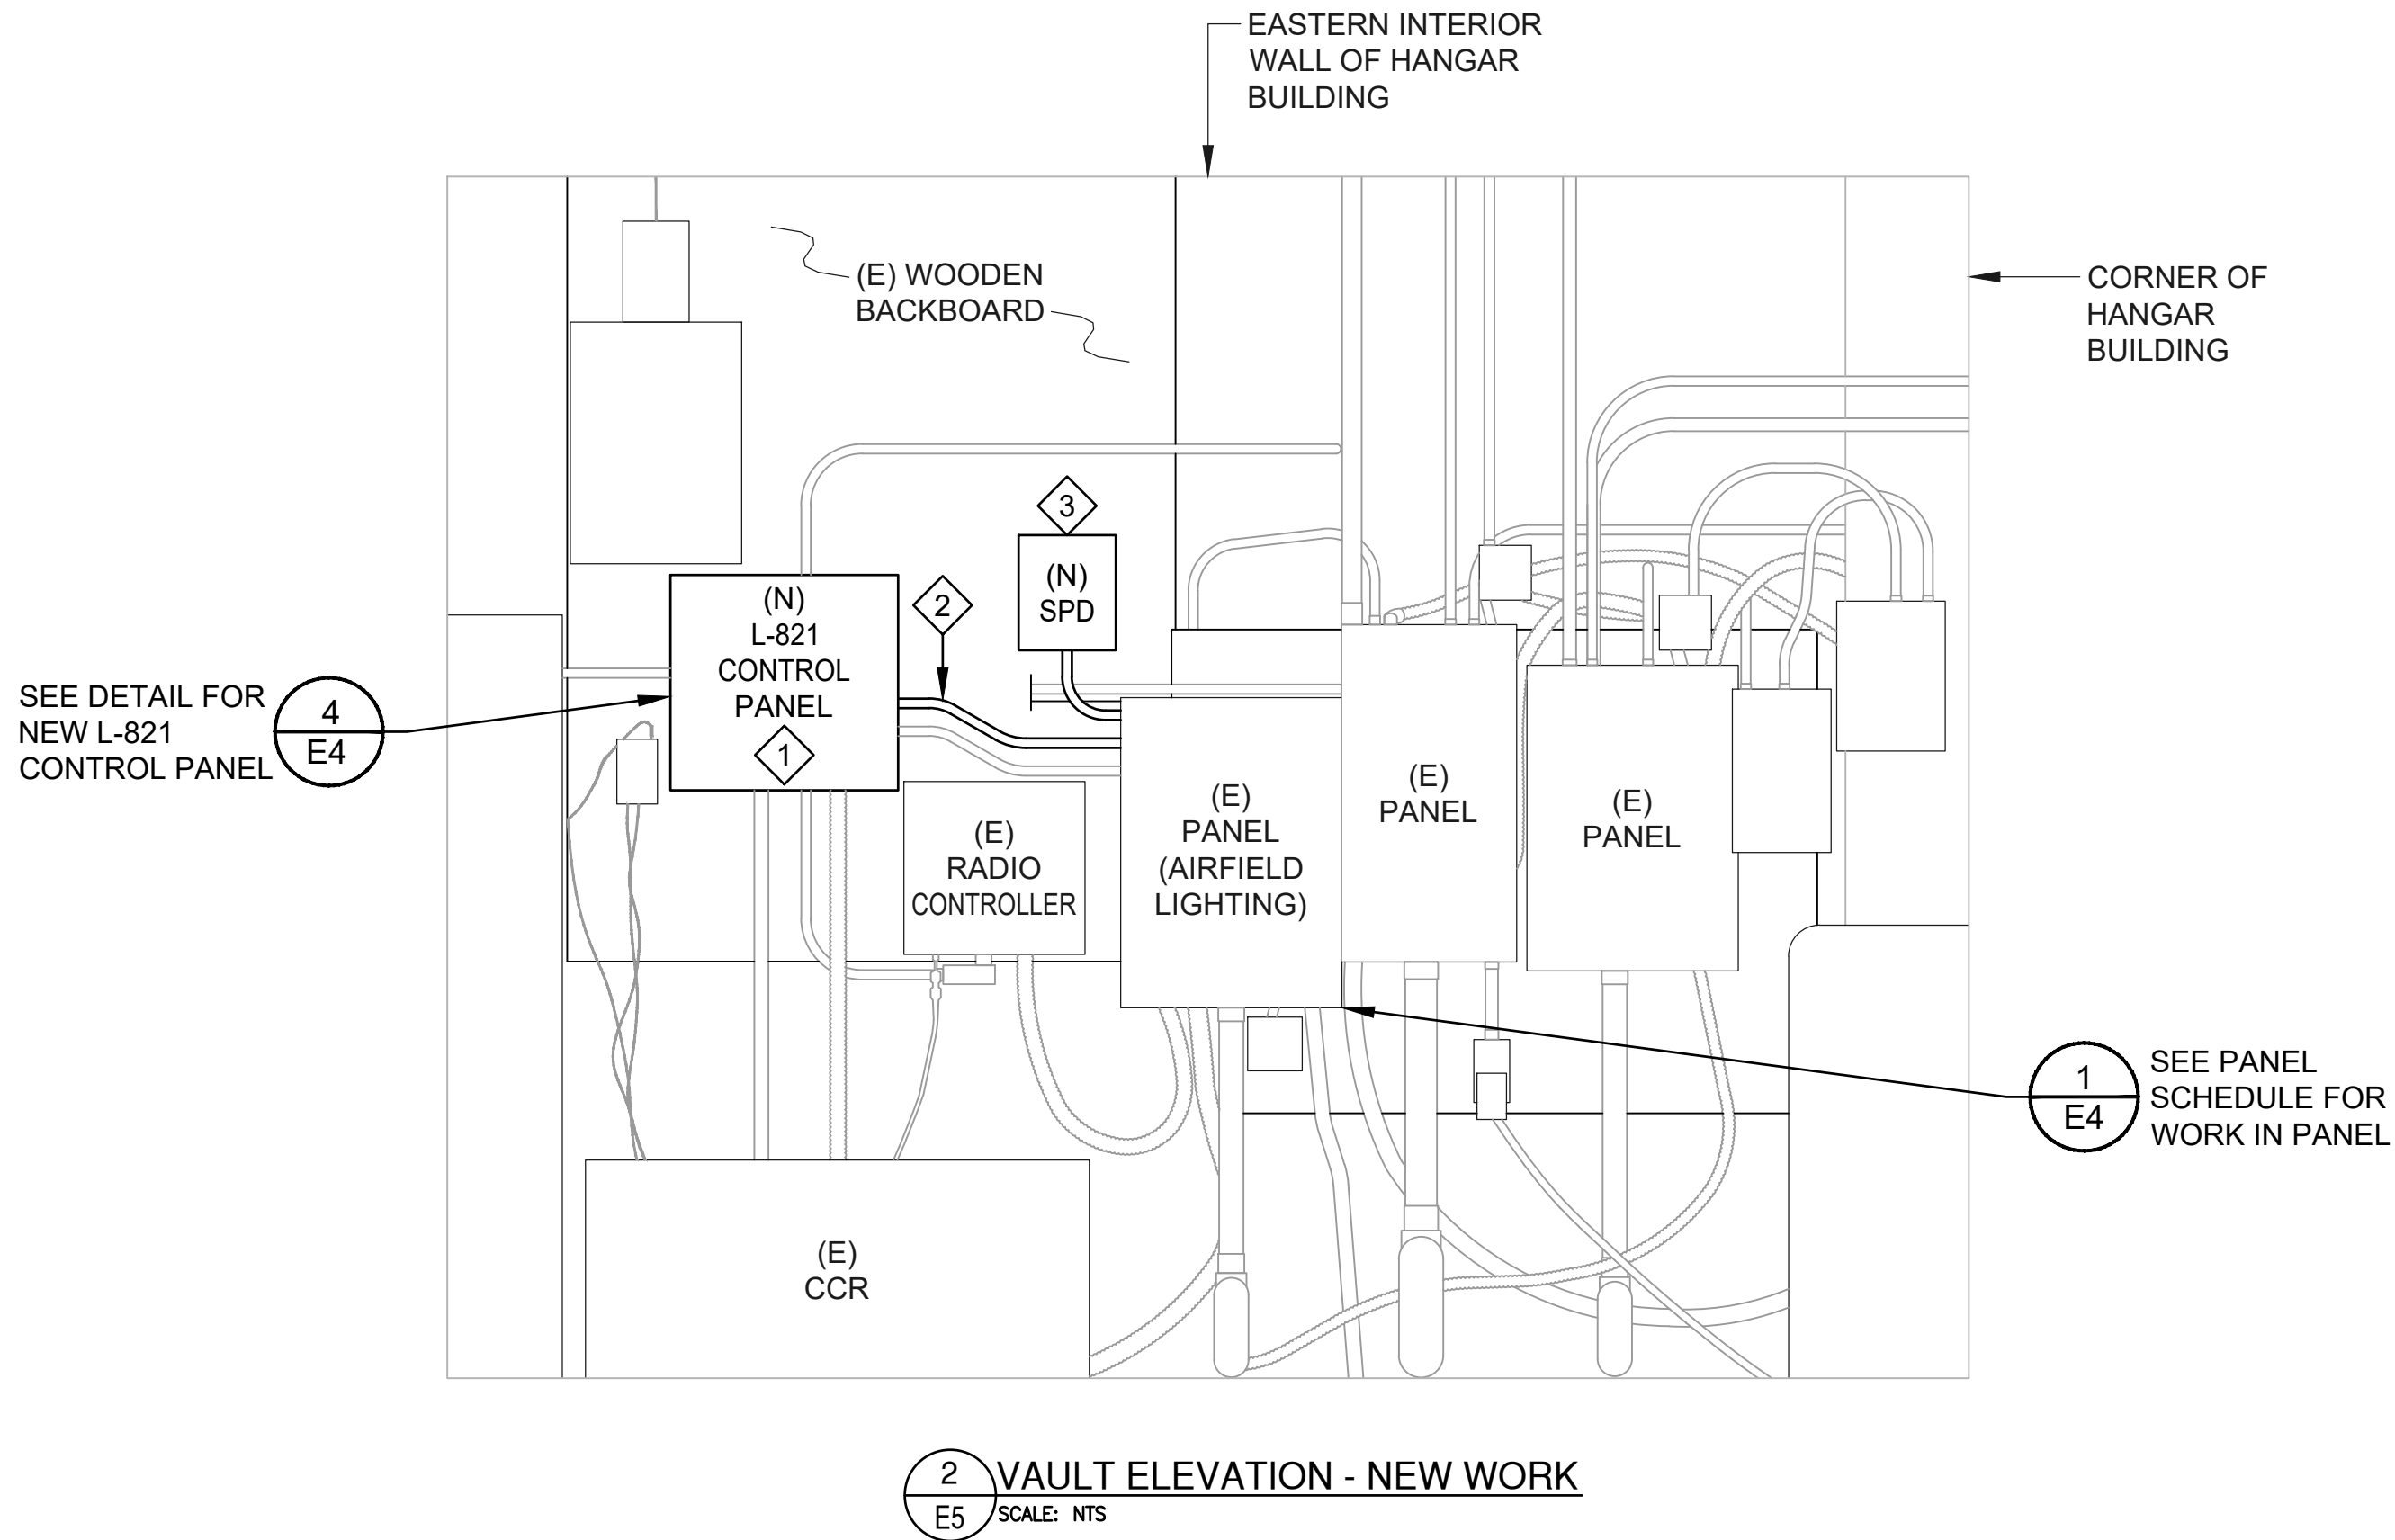 EASTERN INTERIOR
WALL OF HANGAR
BUILDING
(E) WOODEN
BACKBOARD
CORNER OF
HANGAR
BUILDING
3
(N)
SPD
2
(N)
L-821
CONTROL
PANEL
1
SEE DETAIL FOR
NEW L-821
CONTROL PANEL
4
E4
(E)
RADIO
CONTROLLER
(E)
PANEL
(AIRFIELD
LIGHTING)
(E)
PANEL
(E)
PANEL
1
E4
SEE PANEL
SCHEDULE FOR
WORK IN PANEL
(E)
CCR
2
E5
VAULT ELEVATION - NEW WORK
SCALE: NTS